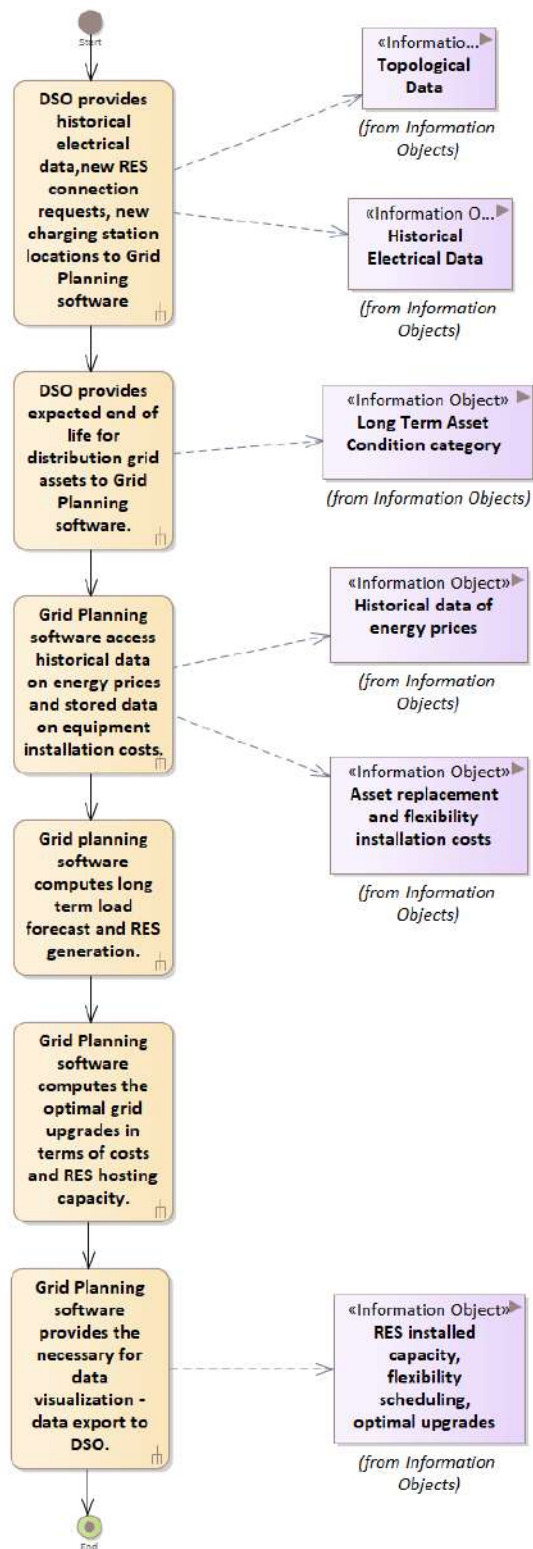 Start
DSO provides
historical
electrical
data,new RES
connection
requests, new
charging station
locations to Grid
Planning
software
«Informatio...
Topological
Data
(from Information
Objects)
«Information O...
Historical
Electrical Data
(from Information
Objects)
DSO provides
expected end of
life for
distribution grid
assets to Grid
Planning
software.
«Information Object»
Long Term Asset
Condition category
(from Information Objects)
Grid Planning
software access
historical data
on energy prices
and stored data
on equipment
installation costs.
«Information Object»
Historical data of
energy prices
(from Information
Objects)
«Information Object»
Asset replacement
and flexibility
installation costs
(from Information
Objects)
Grid planning
software
computes long
term load
forecast and RES
generation.
Grid Planning
software
computes the
optimal grid
upgrades in
terms of costs
and RES hosting
capacity.
Grid Planning
software
provides the
necessary for
data
visualization -
data export to
DSO.
«Information Object»
RES installed
capacity,
flexibility
scheduling,
optimal upgrades
(from Information
Objects)
End